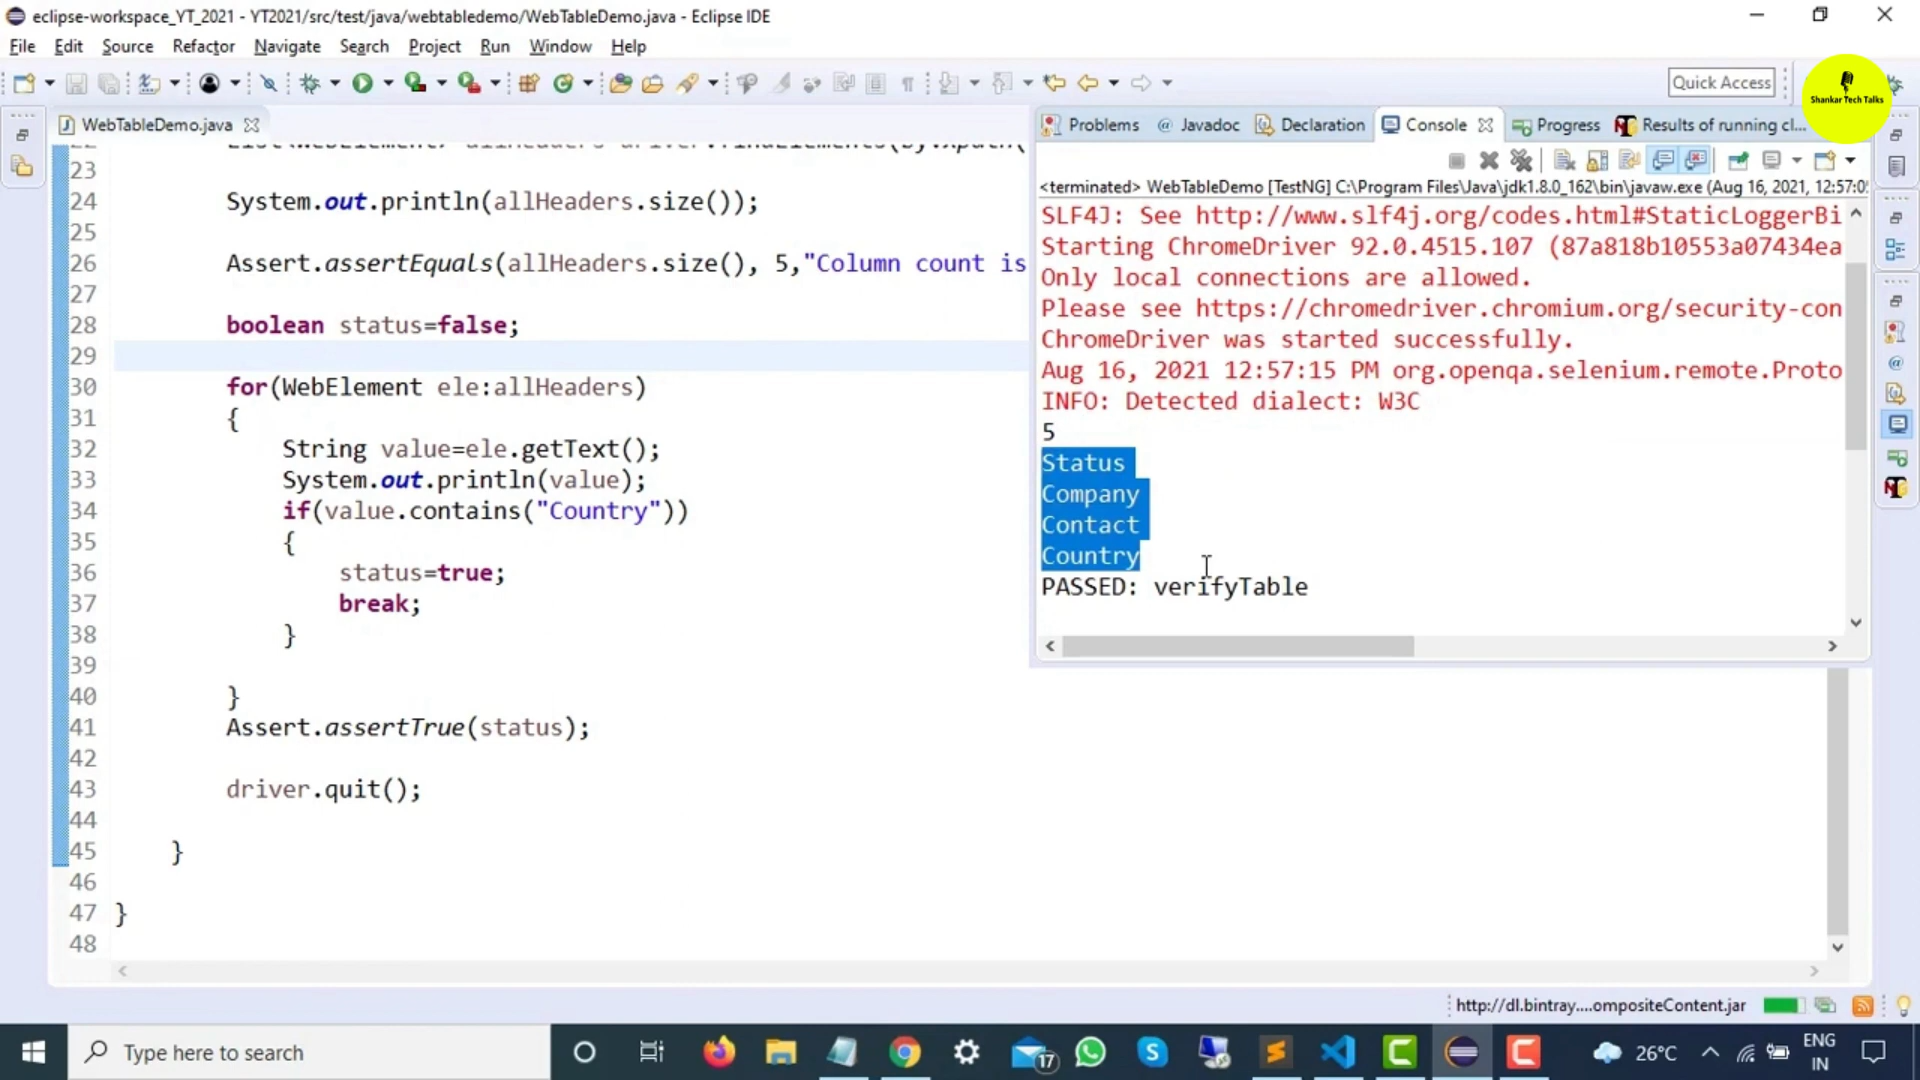 eclipse-workspace_YT_2021 - YT2021/src/test/java/webtabledemo/WebTableDemo.java - Eclipse IDE
File Edit Source Refactor Navigate Search Project Run Window Help
Quick Access
Shankar Tech Talks
WebTableDemo.java
23
24 System.out.println(allHeaders.size());
25
26 Assert.assertEquals(allHeaders.size(), 5,"Column count is
27
28 boolean status=false;
29
30 for(WebElement ele:allHeaders)
31 {
32 String value=ele.getText();
33 System.out.println(value);
34 if(value.contains("Country"))
35 {
36 status=true;
37 break;
38 }
39
40 }
41 Assert.assertTrue(status);
42
43 driver.quit();
44
45 }
46
47 }
48
Problems @ Javadoc Declaration Console Progress Results of running cl...
<terminated> WebTableDemo [TestNG] C:\Program Files\Java\jdk1.8.0_162\bin\javaw.exe (Aug 16, 2021, 12:57:0
SLF4J: See http://www.slf4j.org/codes.html#StaticLoggerBi
Starting ChromeDriver 92.0.4515.107 (87a818b10553a07434ea
Only local connections are allowed.
Please see https://chromedriver.chromium.org/security-con
ChromeDriver was started successfully.
Aug 16, 2021 12:57:15 PM org.openqa.selenium.remote.Proto
INFO: Detected dialect: W3C
5
Status
Company
Contact
Country
PASSED: verifyTable
http://dl.bintray....ompositeContent.jar
Type here to search
17
26°C
ENG
IN